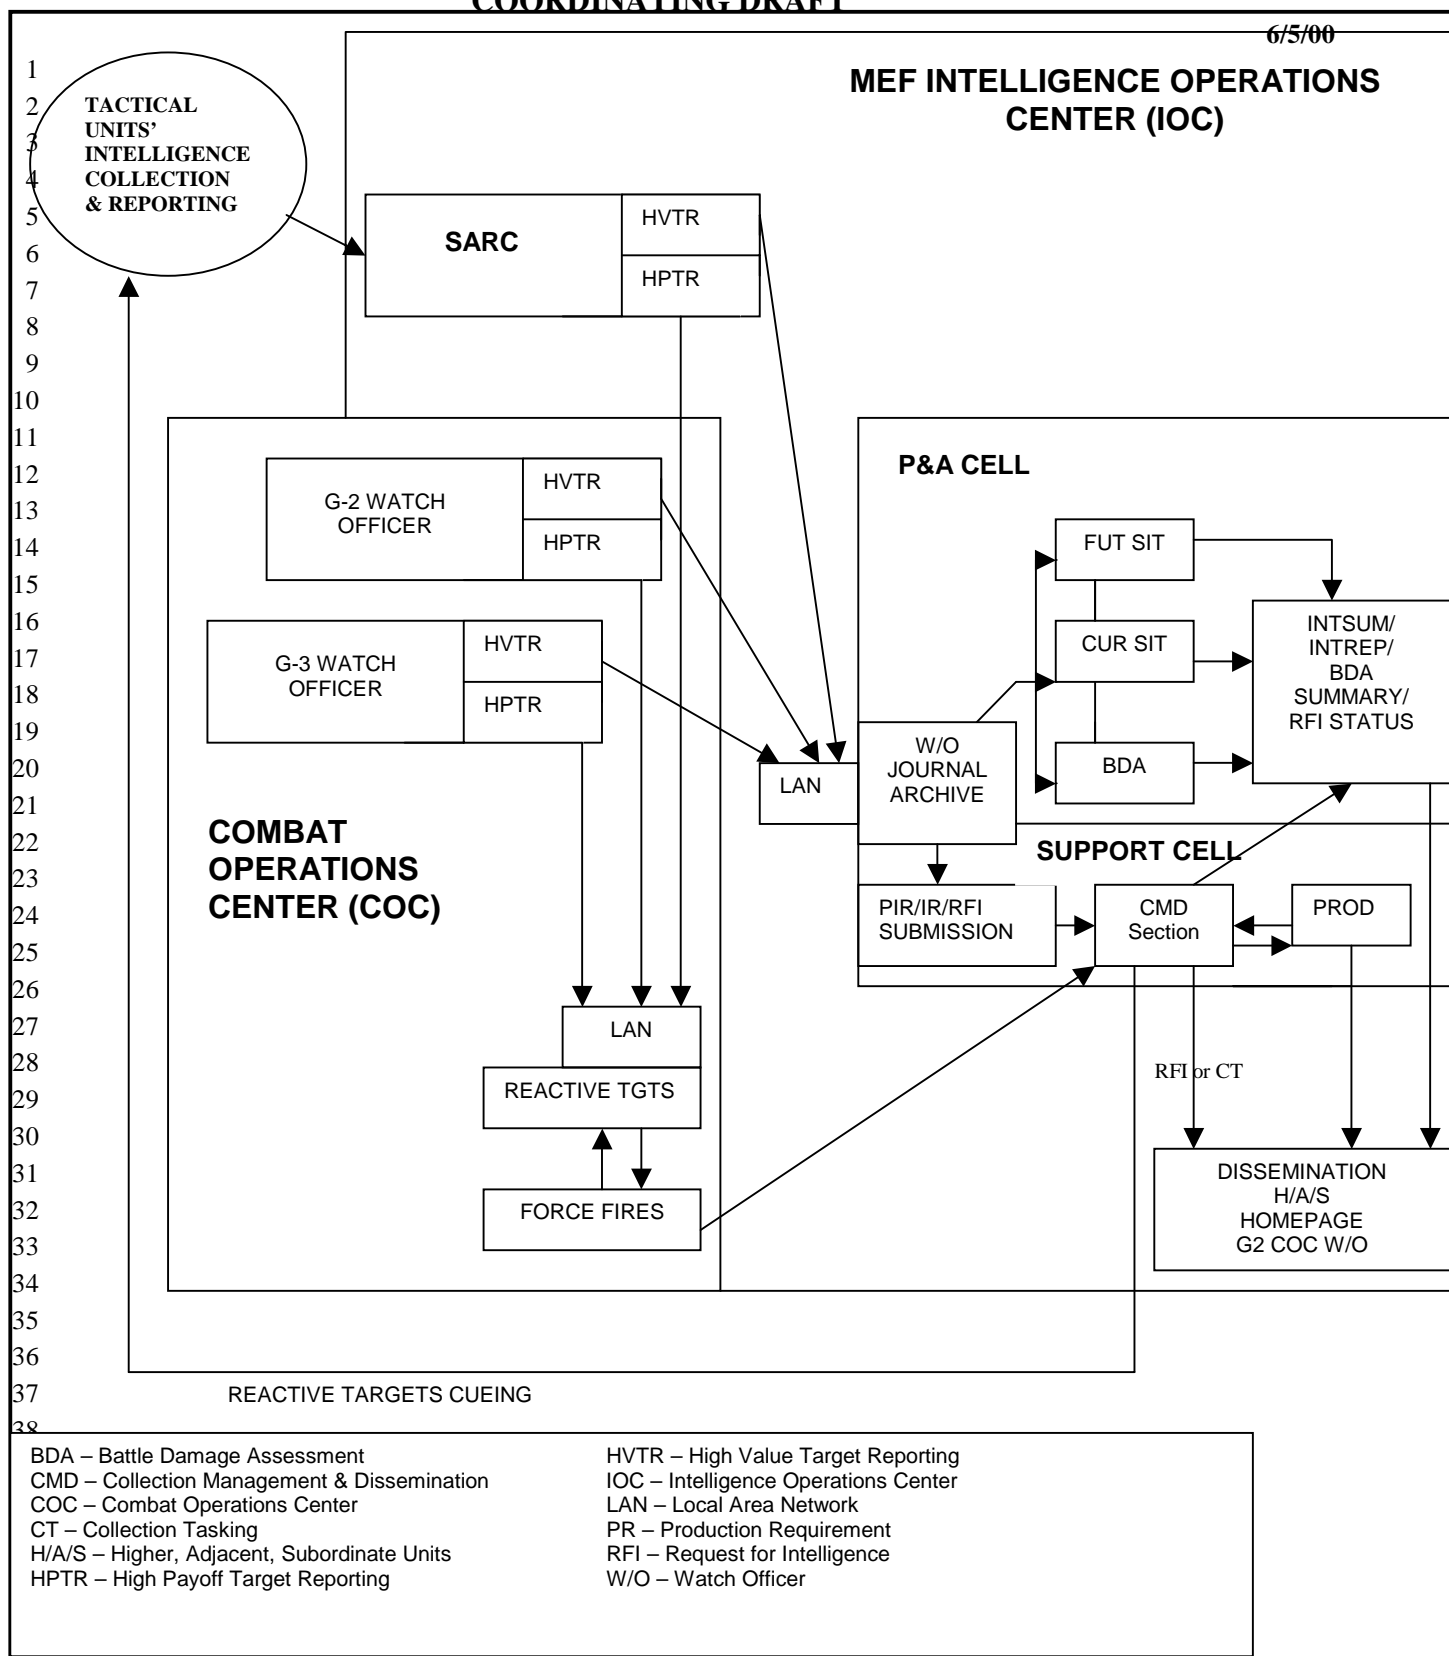 COORDINATING DRAFT
6/5/00
1
2
3
4
5
6
7
8
9
10
11
12
13
14
15
16
17
18
19
20
21
22
23
24
25
26
27
28
29
30
31
32
33
34
35
36
37
38
MEF INTELLIGENCE OPERATIONS
CENTER (IOC)
TACTICAL
UNITS’
INTELLIGENCE
COLLECTION
& REPORTING
SARC
HVTR
HPTR
G-2 WATCH
OFFICER
HVTR
HPTR
G-3 WATCH
OFFICER
HVTR
HPTR
COMBAT
OPERATIONS
CENTER (COC)
LAN
REACTIVE TGTS
FORCE FIRES
P&A CELL
FUT SIT
CUR SIT
BDA
INTSUM/
INTREP/
BDA
SUMMARY/
RFI STATUS
LAN
W/O
JOURNAL
ARCHIVE
SUPPORT CELL
PIR/IR/RFI
SUBMISSION
CMD
Section
PROD
RFI or CT
DISSEMINATION
H/A/S
HOMEPAGE
G2 COC W/O
REACTIVE TARGETS CUEING
BDA – Battle Damage Assessment
CMD – Collection Management & Dissemination
COC – Combat Operations Center
CT – Collection Tasking
H/A/S – Higher, Adjacent, Subordinate Units
HPTR – High Payoff Target Reporting
HVTR – High Value Target Reporting
IOC – Intelligence Operations Center
LAN – Local Area Network
PR – Production Requirement
RFI – Request for Intelligence
W/O – Watch Officer